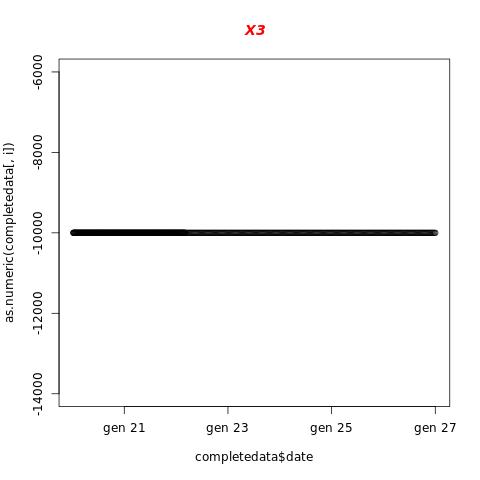 X3
as.numeric(completedata[, i])
-6000
-8000
-10000
-12000
-14000
gen 21
gen 23
gen 25
gen 27
completedata$date